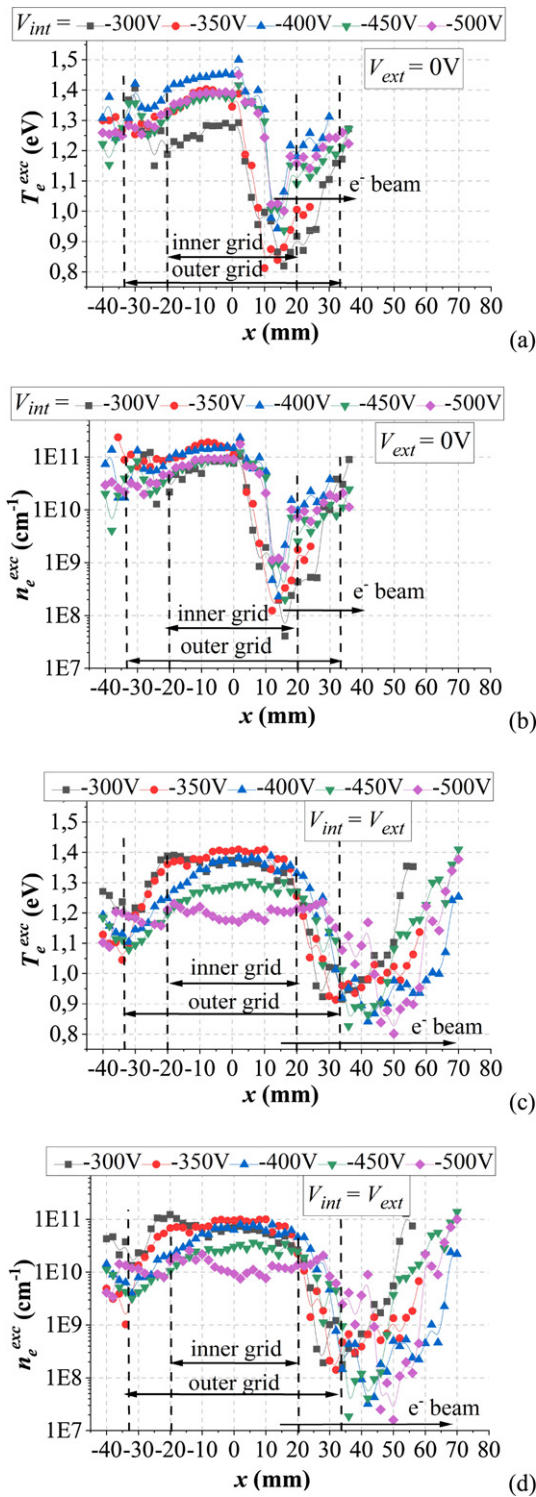 V_int = -300V -350V -400V -450V -500V
1,5
V_ext = 0V
1,4
1,3
1,2
1,1
1,0
0,9
0,8
T_e^exc (eV)
e⁻ beam
inner grid
outer grid
-40 -30 -20 -10 0 10 20 30 40 50 60 70 80
x (mm)
(a)
V_int = -300V -350V -400V -450V -500V
V_ext = 0V
1E11
1E10
1E9
1E8
1E7
n_e^exc (cm⁻¹)
e⁻ beam
inner grid
outer grid
-40 -30 -20 -10 0 10 20 30 40 50 60 70 80
x (mm)
(b)
-300V -350V -400V -450V -500V
V_int = V_ext
1,5
1,4
1,3
1,2
1,1
1,0
0,9
0,8
T_e^exc (eV)
inner grid
outer grid
e⁻ beam
-40 -30 -20 -10 0 10 20 30 40 50 60 70 80
x (mm)
(c)
-300V -350V -400V -450V -500V
V_int = V_ext
1E11
1E10
1E9
1E8
1E7
n_e^exc (cm⁻¹)
inner grid
outer grid
e⁻ beam
-40 -30 -20 -10 0 10 20 30 40 50 60 70 80
x (mm)
(d)